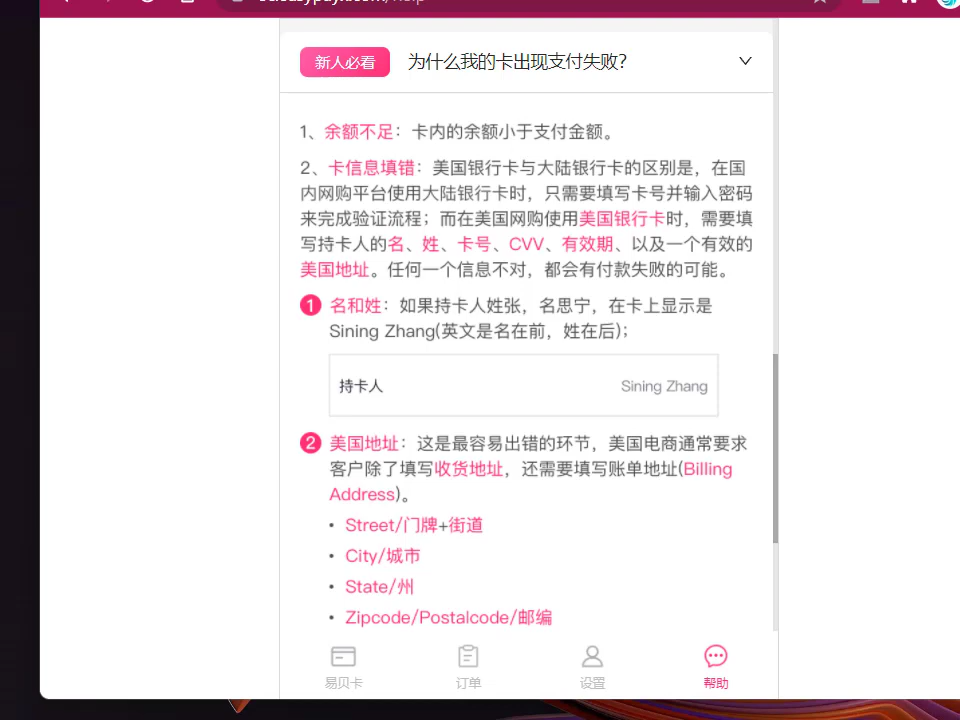 新人必看 为什么我的卡出现支付失败?
1、余额不足：卡内的余额小于支付金额。
2、卡信息填错：美国银行卡与大陆银行卡的区别是，在国
内网购平台使用大陆银行卡时，只需要填写卡号并输入密码
来完成验证流程；而在美国网购使用美国银行卡时，需要填
写持卡人的名、姓、卡号、CVV、有效期、以及一个有效的
美国地址。任何一个信息不对，都会有付款失败的可能。
1 名和姓：如果持卡人姓张，名思宁，在卡上显示是
Sining Zhang(英文是名在前，姓在后)；
持卡人 Sining Zhang
2 美国地址：这是最容易出错的环节，美国电商通常要求
客户除了填写收货地址，还需要填写账单地址(Billing
Address)。
• Street/门牌+街道
• City/城市
• State/州
• Zipcode/Postalcode/邮编
易贝卡 订单 设置 帮助